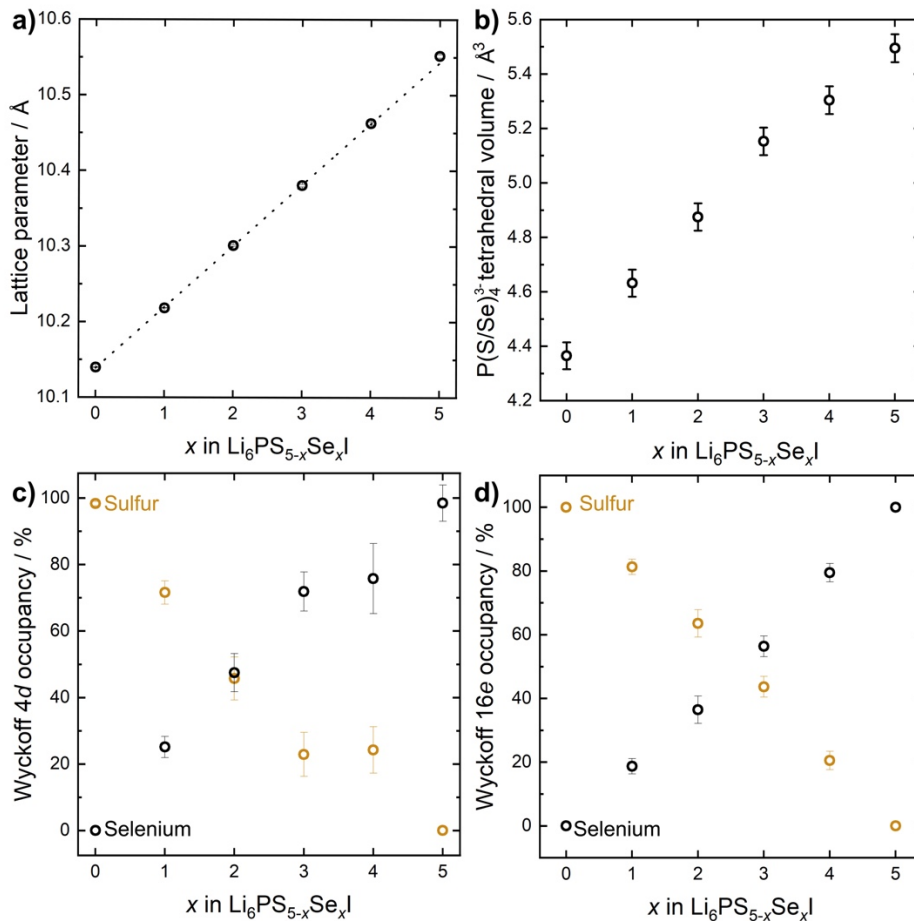 a)
Lattice parameter / Å
10.6
10.5
10.4
10.3
10.2
10.1
0 1 2 3 4 5
x in Li₆PS₅₋ₓSeₓI
b)
P(S/Se)₄³⁻tetrahedral volume / Å³
5.6
5.4
5.2
5.0
4.8
4.6
4.4
4.2
0 1 2 3 4 5
x in Li₆PS₅₋ₓSeₓI
c)
Wyckoff 4d occupancy / %
100
80
60
40
20
0
Sulfur
Selenium
0 1 2 3 4 5
x in Li₆PS₅₋ₓSeₓI
d)
Wyckoff 16e occupancy / %
100
80
60
40
20
0
Sulfur
Selenium
0 1 2 3 4 5
x in Li₆PS₅₋ₓSeₓI